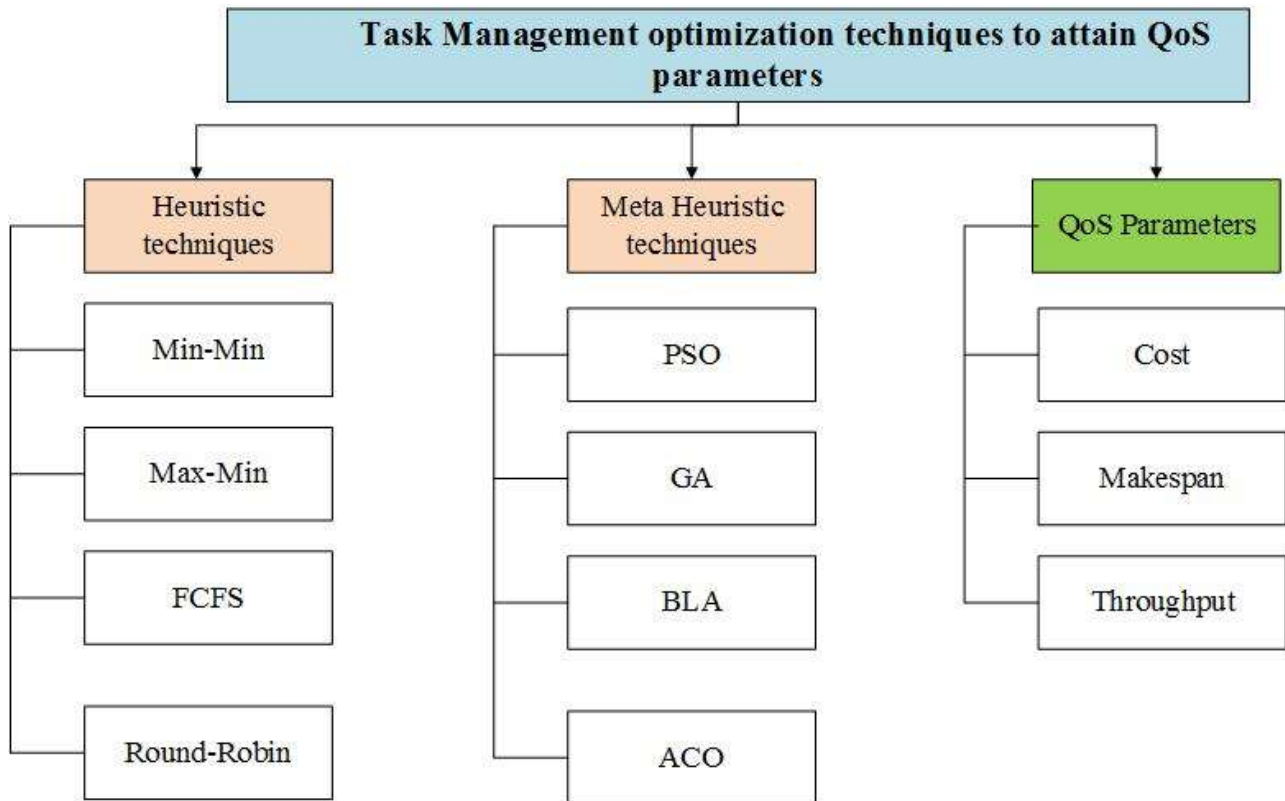 Task Management optimization techniques to attain QoS
parameters
Heuristic
techniques
Min-Min
Max-Min
FCFS
Round-Robin
Meta Heuristic
techniques
PSO
GA
BLA
ACO
QoS Parameters
Cost
Makespan
Throughput